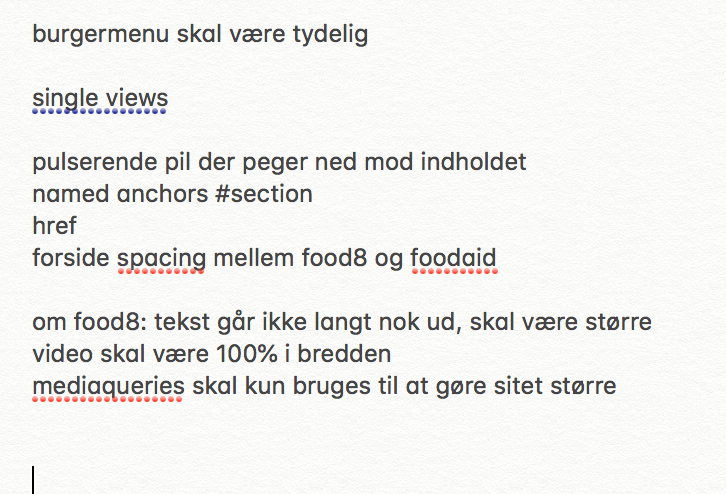 burgermenu skal være tydelig
single views
pulserende pil der peger ned mod indholdet
named anchors #section
href
forside spacing mellem food8 og foodaid
om food8: tekst går ikke langt nok ud, skal være større
video skal være 100% i bredden
mediaqueries skal kun bruges til at gøre sitet større